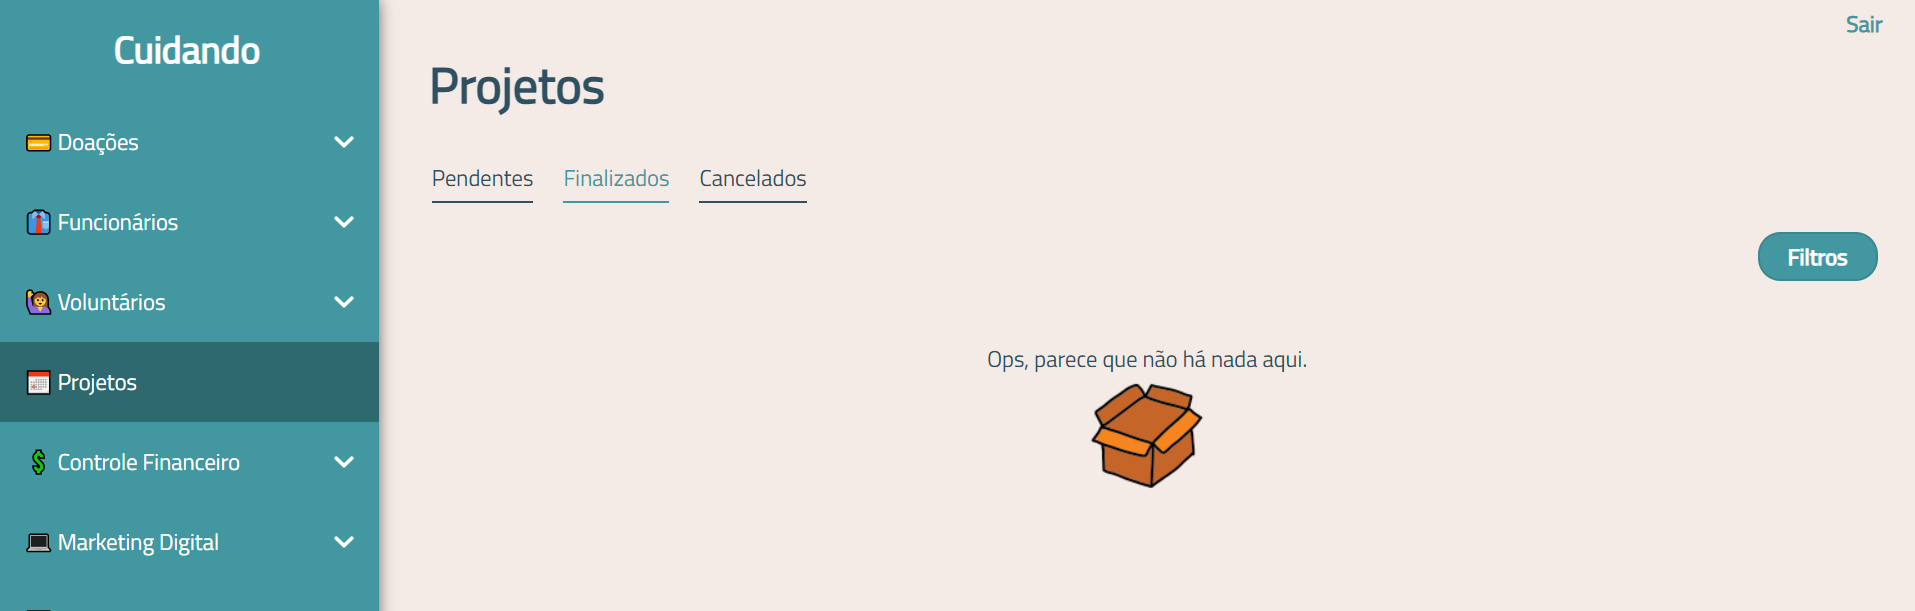 Cuidando
Doações
Funcionários
Voluntários
Projetos
Controle Financeiro
Marketing Digital
Sair
Projetos
Pendentes Finalizados Cancelados
Filtros
Ops, parece que não há nada aqui.